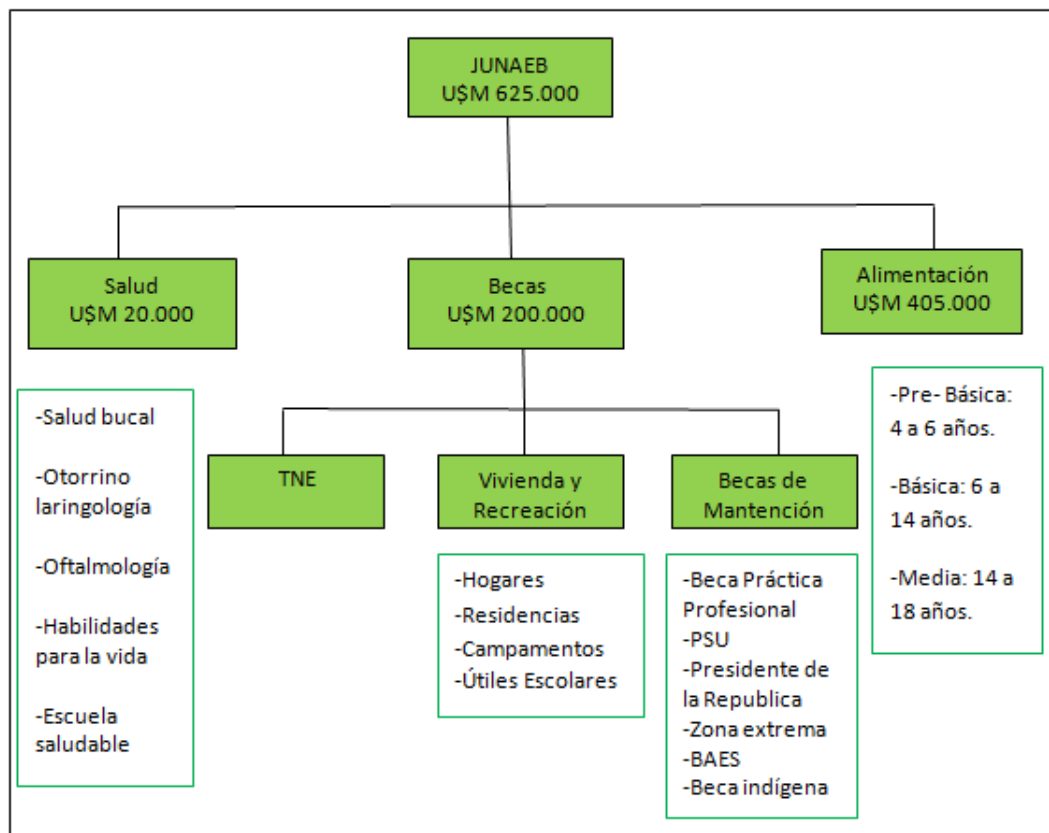 JUNAEB
U$M 625.000
Salud
U$M 20.000
Becas
U$M 200.000
Alimentación
U$M 405.000
-Salud bucal
-Otorrino
laringología
-Oftalmología
-Habilidades
para la vida
-Escuela
saludable
TNE
Vivienda y
Recreación
Becas de
Mantención
-Hogares
-Residencias
-Campamentos
-Útiles Escolares
-Beca Práctica
Profesional
-PSU
-Presidente de
la Republica
-Zona extrema
-BAES
-Beca indígena
-Pre- Básica:
4 a 6 años.
-Básica: 6 a
14 años.
-Media: 14 a
18 años.